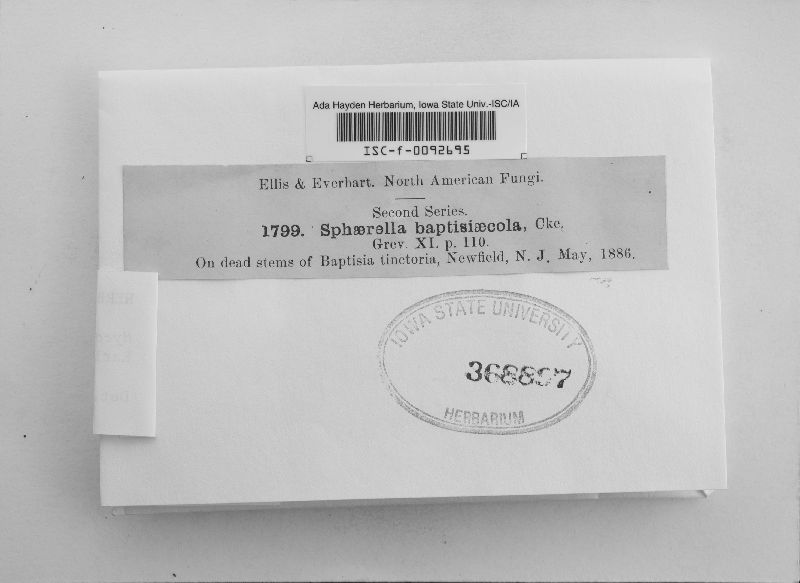 Ada Hayden Herbarium, Iowa State Univ.-ISC/IA
ISC-f-0092695
Ellis & Everhart. North American Fungi.
Second Series.
1799. Sphærella baptisiæcola, Cke.
Grev. XI. p. 110.
On dead stems of Baptisia tinctoria, Newfield, N. J. May, 1886.
IOWA STATE UNIVERSITY
HERBARIUM